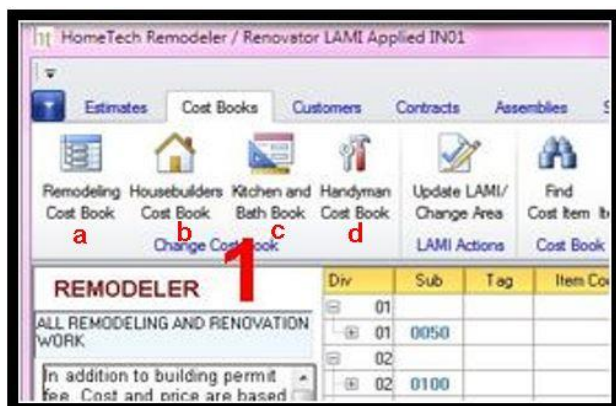 HomeTech Remodeler / Renovator LAMI Applied IN01
Estimates Cost Books Customers Contracts Assemblies
Remodeling Housebuilders Kitchen and Handyman Update LAMI/ Find
Cost Book Cost Book Bath Book Cost Book Change Area Cost Item
a b c d
Change Cost Book LAMI Actions Cost Book
1
REMODELER Div Sub Tag Item
ALL REMODELING AND RENOVATION
WORK
01
01 0050
02
02 0100
In addition to building permit
fee. Cost and price are based